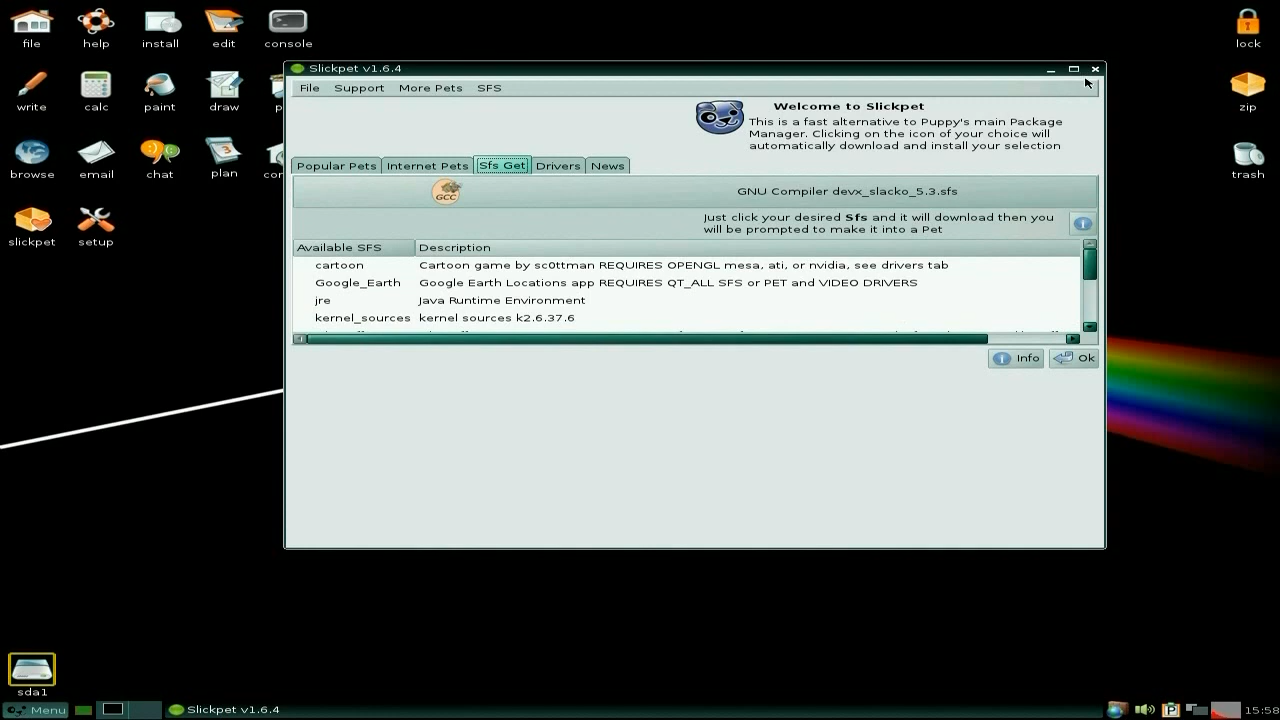 file
help
install
edit
console
lock
write
calc
paint
draw
zip
browse
email
chat
plan
trash
slickpet
setup
Slickpet v1.6.4
File Support More Pets SFS
Welcome to Slickpet
This is a fast alternative to Puppy's main Package
Manager. Clicking on the icon of your choice will
automatically download and install your selection
Popular Pets Internet Pets Sfs Get Drivers News
GCC
GNU Compiler devx_slacko_5.3.sfs
Just click your desired Sfs and it will download then you
will be prompted to make it into a Pet
Available SFS Description
cartoon Cartoon game by sc0ttman REQUIRES OPENGL mesa, ati, or nvidia, see drivers tab
Google_Earth Google Earth Locations app REQUIRES QT_ALL SFS or PET and VIDEO DRIVERS
jre Java Runtime Environment
kernel_sources kernel sources k2.6.37.6
Info Ok
sda1
Menu Slickpet v1.6.4 15:58